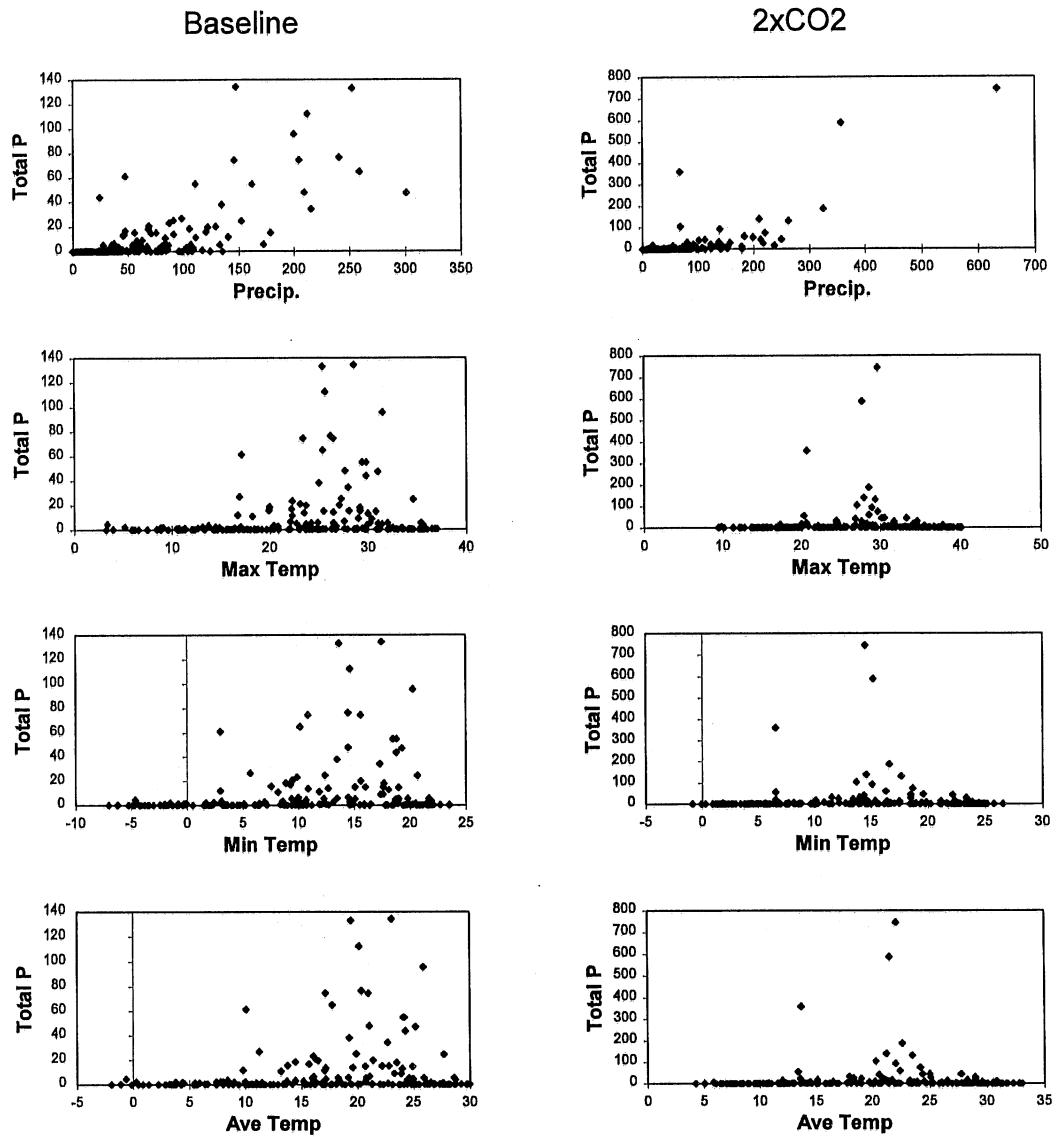 Baseline
2xCO2
Total P
140
120
100
80
60
40
20
0
0 50 100 150 200 250 300 350
Precip.
Total P
800
700
600
500
400
300
200
100
0
0 100 200 300 400 500 600 700
Precip.
Total P
140
120
100
80
60
40
20
0
0 10 20 30 40
Max Temp
Total P
800
700
600
500
400
300
200
100
0
0 10 20 30 40 50
Max Temp
Total P
140
120
100
80
60
40
20
0
-10 -5 0 5 10 15 20 25
Min Temp
Total P
800
700
600
500
400
300
200
100
0
-5 0 5 10 15 20 25 30
Min Temp
Total P
140
120
100
80
60
40
20
0
-5 0 5 10 15 20 25 30
Ave Temp
Total P
800
700
600
500
400
300
200
100
0
0 5 10 15 20 25 30 35
Ave Temp